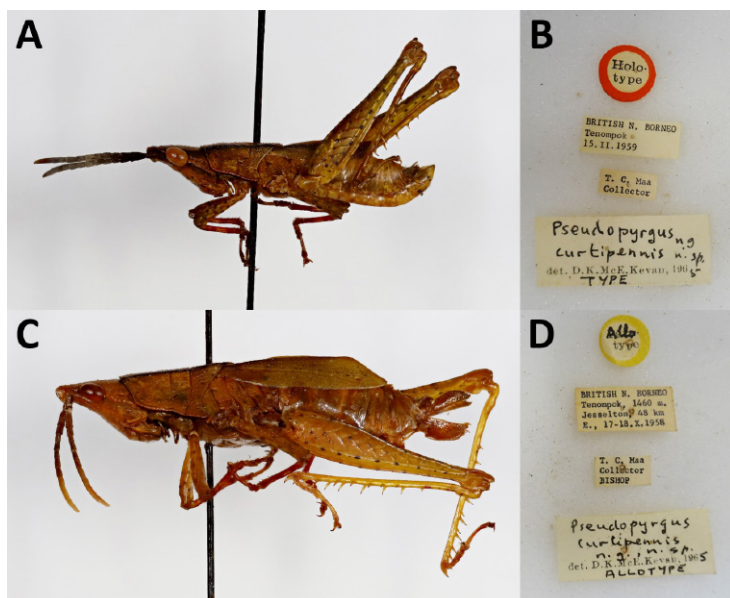 A
B
Holo-
type
BRITISH N. BORNEO
Tenompok
15.II.1959
T. C. Maa
Collector
Pseudopyrgus n g
curtipennis n. sp.
det. D.K.McE.Kevan, 1965
TYPE
C
D
Allo
type
BRITISH N. BORNEO
Tenompok, 1460 m.
Jesselton, 48 km
E., 17-18.X.1958
T. C. Maa
Collector
BISHOP
Pseudopyrgus
curtipennis
n. g., n. sp.
det. D.K.McE.Kevan, 1965
ALLOTYPE